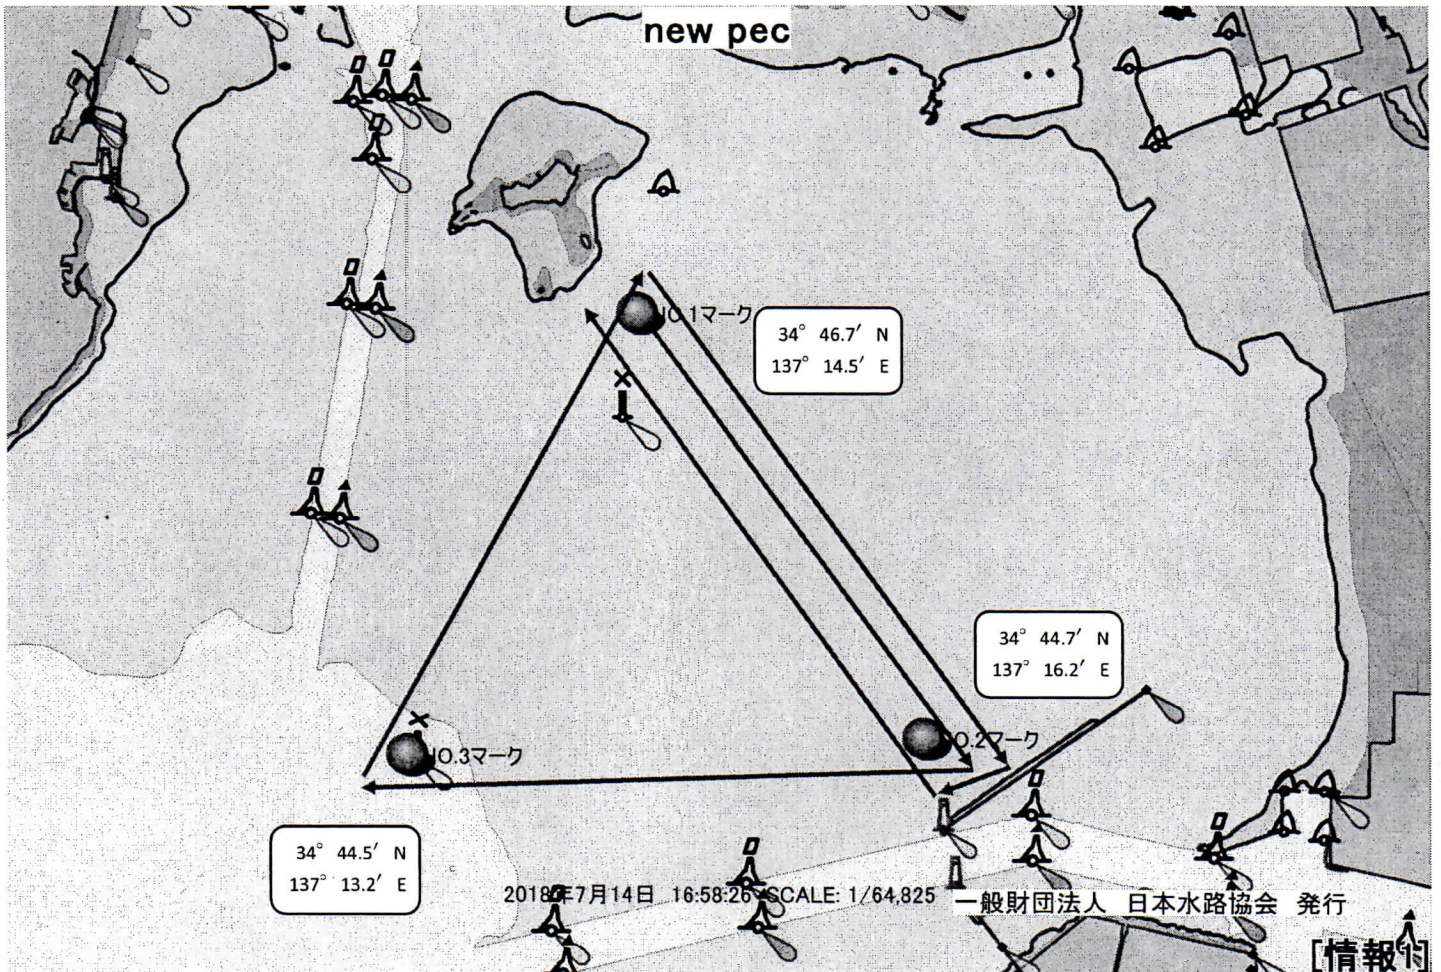 new pec
NO.1マーク
34° 46.7′ N
137° 14.5′ E
34° 44.7′ N
137° 16.2′ E
NO.2マーク
NO.3マーク
34° 44.5′ N
137° 13.2′ E
2018年7月14日 16:58:26 SCALE: 1/64,825
一般財団法人 日本水路協会 発行
[情報1]